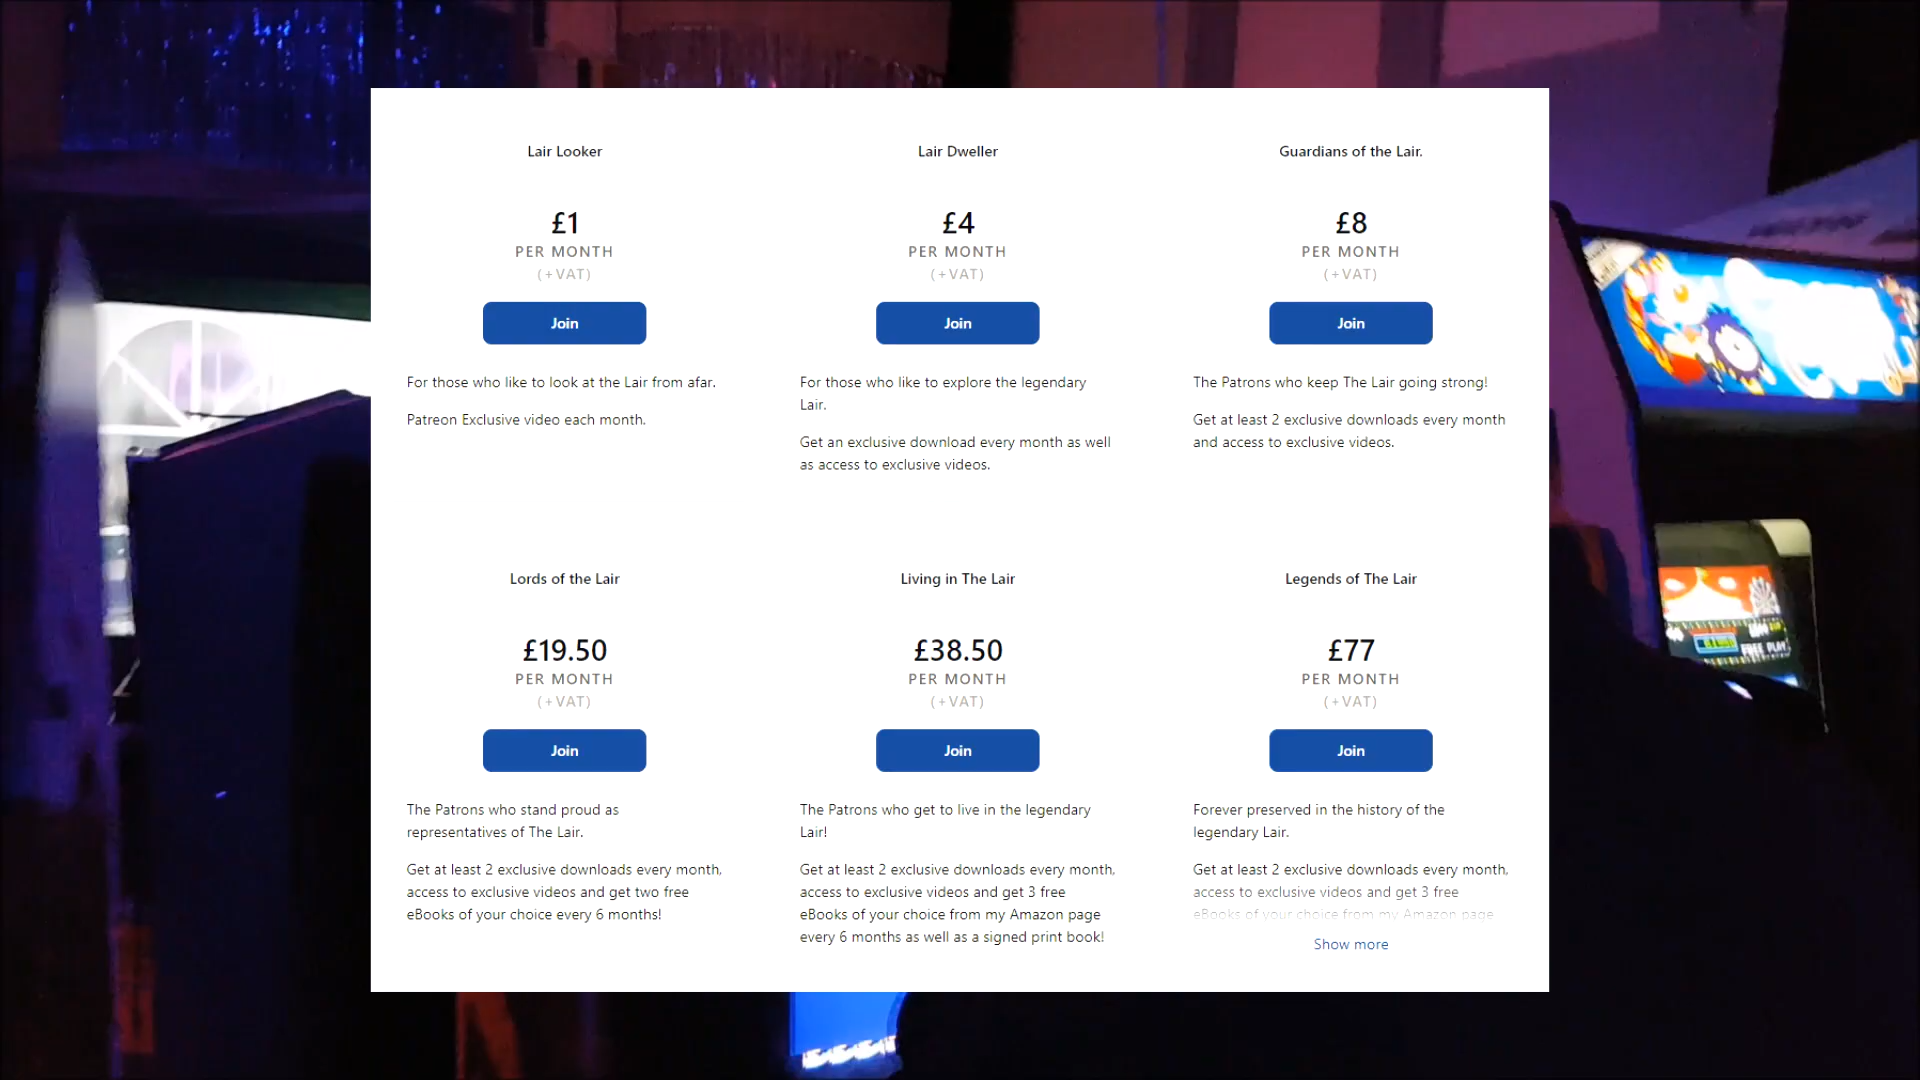 Lair Looker
£1
PER MONTH
(+VAT)
Join
For those who like to look at the Lair from afar.
Patreon Exclusive video each month.
Lair Dweller
£4
PER MONTH
(+VAT)
Join
For those who like to explore the legendary
Lair.
Get an exclusive download every month as well
as access to exclusive videos.
Guardians of the Lair.
£8
PER MONTH
(+VAT)
Join
The Patrons who keep The Lair going strong!
Get at least 2 exclusive downloads every month
and access to exclusive videos.
Lords of the Lair
£19.50
PER MONTH
(+VAT)
Join
The Patrons who stand proud as
representatives of The Lair.
Get at least 2 exclusive downloads every month,
access to exclusive videos and get two free
eBooks of your choice every 6 months!
Living in The Lair
£38.50
PER MONTH
(+VAT)
Join
The Patrons who get to live in the legendary
Lair!
Get at least 2 exclusive downloads every month,
access to exclusive videos and get 3 free
eBooks of your choice from my Amazon page
every 6 months as well as a signed print book!
Legends of The Lair
£77
PER MONTH
(+VAT)
Join
Forever preserved in the history of the
legendary Lair.
Get at least 2 exclusive downloads every month,
access to exclusive videos and get 3 free
eBooks of your choice from my Amazon page
Show more
FREE PLAY